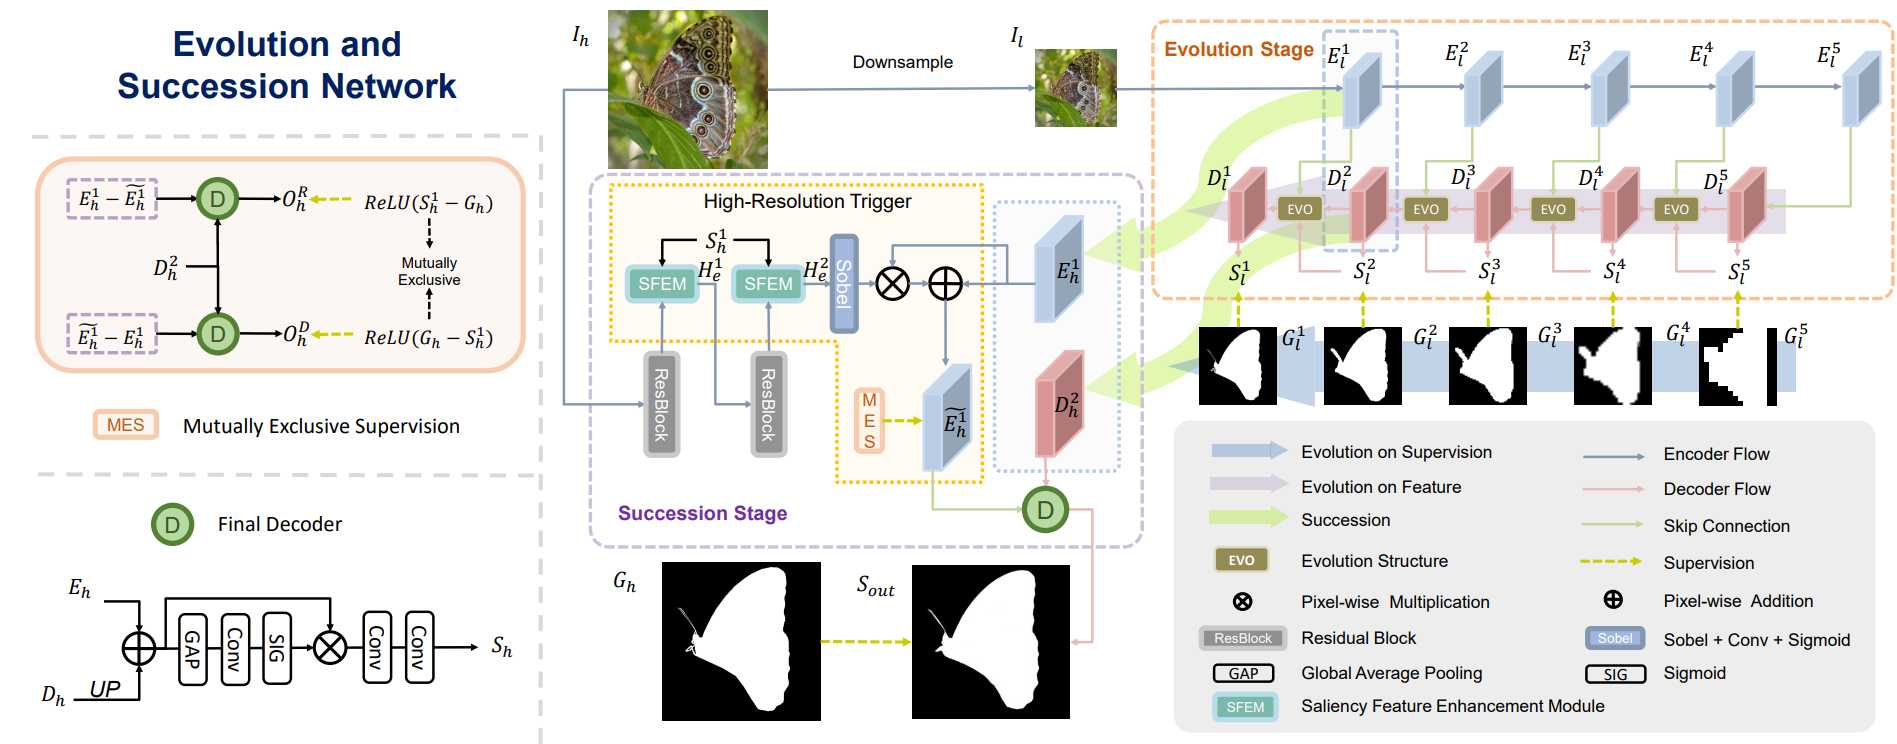 Evolution and
Succession Network
E_h^1 − \widetilde{E_h^1}
D
O_h^R
ReLU(S_h^1 − G_h)
D_h^2
Mutually
Exclusive
\widetilde{E_h^1} − E_h^1
D
O_h^D
ReLU(G_h − S_h^1)
MES
Mutually Exclusive Supervision
D
Final Decoder
E_h
GAP
Conv
SIG
Conv
Conv
S_h
D_h
UP
I_h
Downsample
I_l
Evolution Stage
E_l^1
E_l^2
E_l^3
E_l^4
E_l^5
D_l^1
D_l^2
D_l^3
D_l^4
D_l^5
EVO
EVO
EVO
EVO
S_l^1
S_l^2
S_l^3
S_l^4
S_l^5
G_l^1
G_l^2
G_l^3
G_l^4
G_l^5
High-Resolution Trigger
S_h^1
SFEM
H_e^1
SFEM
H_e^2
Sobel
E_h^1
ResBlock
ResBlock
MES
\widetilde{E_h^1}
D_h^2
Succession Stage
D
G_h
S_out
Evolution on Supervision
Evolution on Feature
Succession
EVO
Evolution Structure
Pixel-wise Multiplication
ResBlock
Residual Block
GAP
Global Average Pooling
SFEM
Saliency Feature Enhancement Module
Encoder Flow
Decoder Flow
Skip Connection
Supervision
Pixel-wise Addition
Sobel
Sobel + Conv + Sigmoid
SIG
Sigmoid